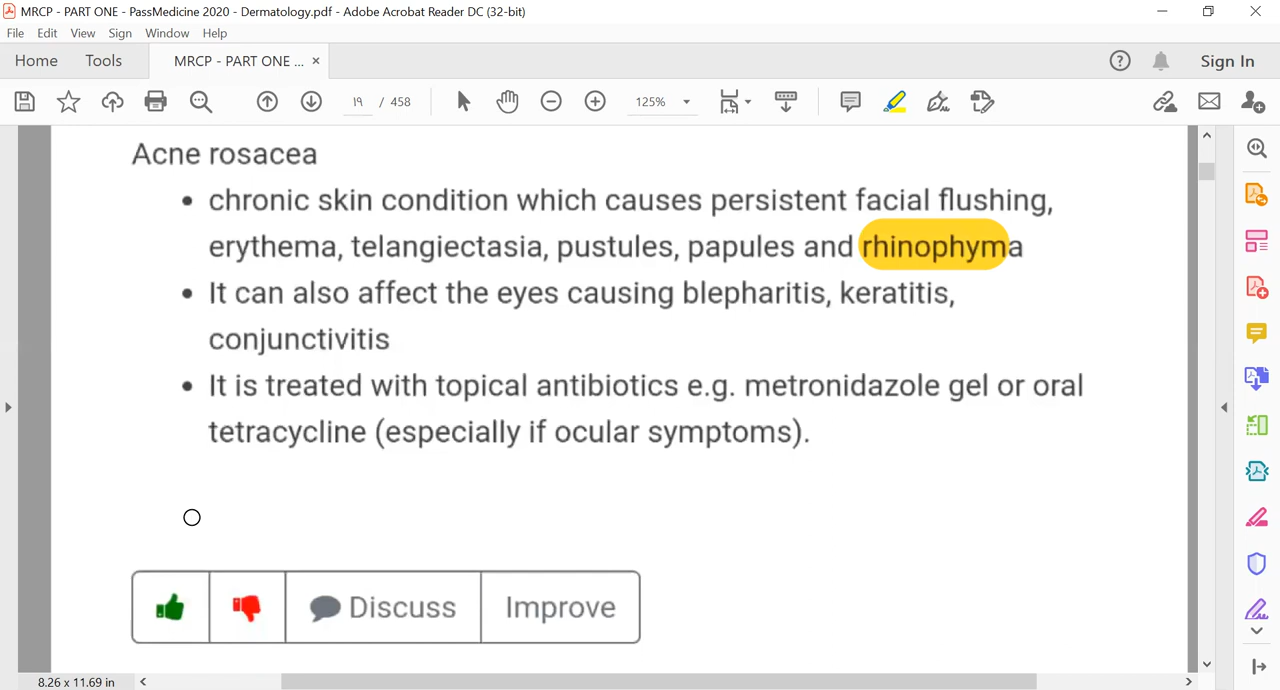 MRCP - PART ONE - PassMedicine 2020 - Dermatology.pdf - Adobe Acrobat Reader DC (32-bit)
File Edit View Sign Window Help
Home Tools MRCP - PART ONE ... × Sign In
19 / 458 125%
Acne rosacea
• chronic skin condition which causes persistent facial flushing,
erythema, telangiectasia, pustules, papules and rhinophyma
• It can also affect the eyes causing blepharitis, keratitis,
conjunctivitis
• It is treated with topical antibiotics e.g. metronidazole gel or oral
tetracycline (especially if ocular symptoms).
Discuss Improve
8.26 x 11.69 in